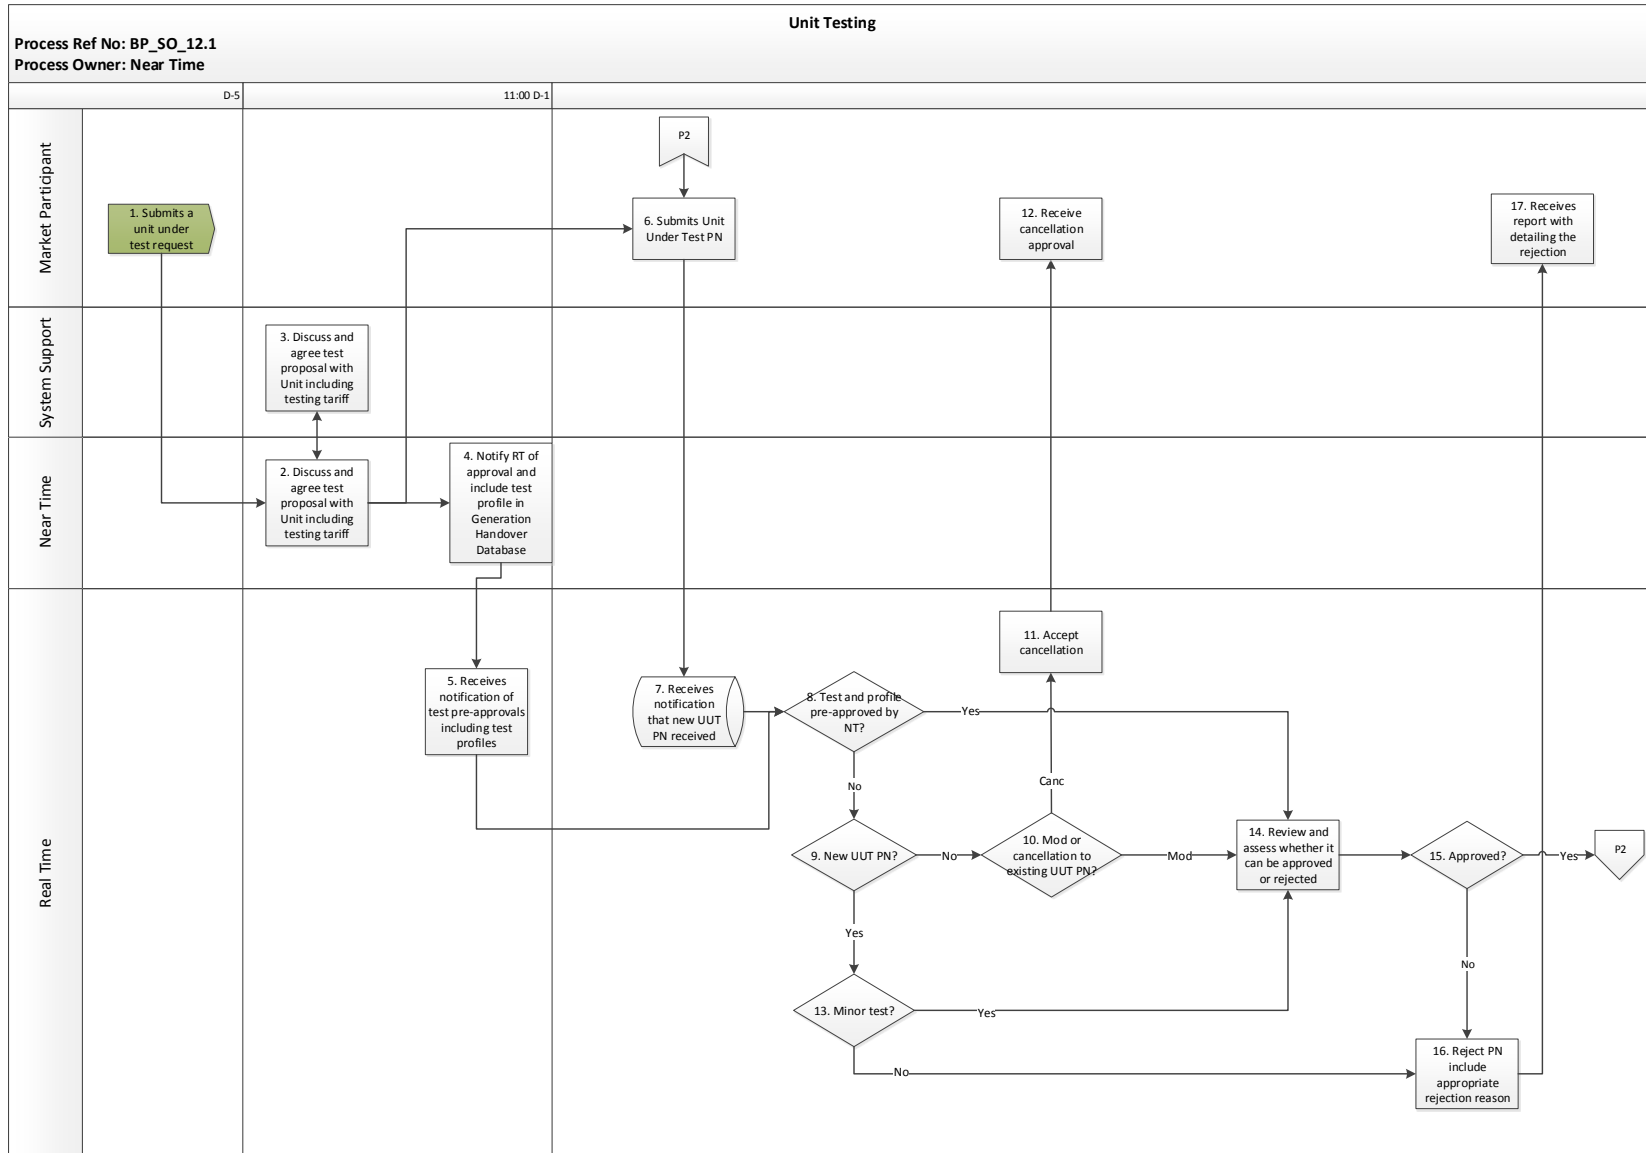 Unit Testing
Process Ref No: BP_SO_12.1
Process Owner: Near Time
D-5
11:00 D-1
Market Participant
1. Submits a
unit under
test request
P2
6. Submits Unit
Under Test PN
12. Receive
cancellation
approval
17. Receives
report with
detailing the
rejection
System Support
3. Discuss and
agree test
proposal with
Unit including
testing tariff
Near Time
2. Discuss and
agree test
proposal with
Unit including
testing tariff
4. Notify RT of
approval and
include test
profile in
Generation
Handover
Database
Real Time
5. Receives
notification of
test pre-approvals
including test
profiles
7. Receives
notification
that new UUT
PN received
8. Test and profile
pre-approved by
NT?
Yes
No
11. Accept
cancellation
Canc
9. New UUT PN?
No
10. Mod or
cancellation to
existing UUT PN?
Mod
14. Review and
assess whether it
can be approved
or rejected
15. Approved?
Yes
P2
Yes
No
13. Minor test?
Yes
No
16. Reject PN
include
appropriate
rejection reason